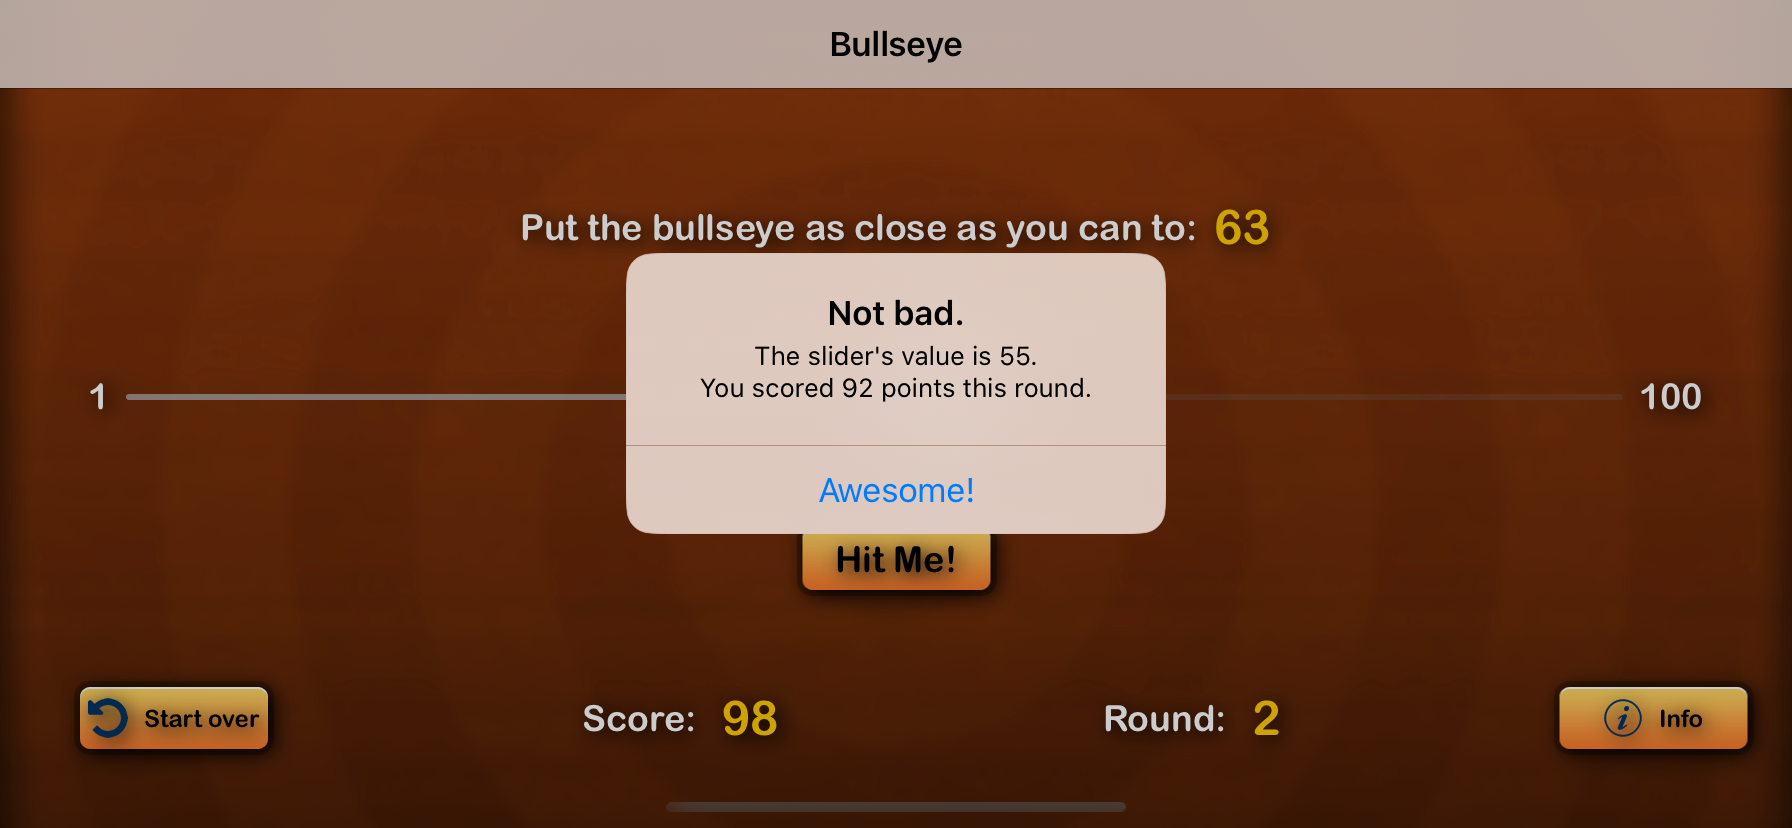 Bullseye
Put the bullseye as close as you can to: 63
Not bad.
The slider's value is 55.
You scored 92 points this round.
1
100
Awesome!
Hit Me!
Start over
Score: 98
Round: 2
i Info